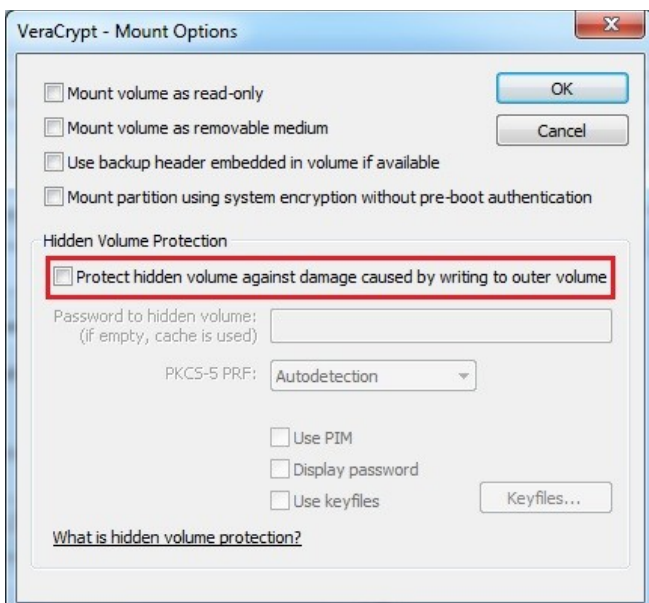 VeraCrypt - Mount Options
Mount volume as read-only
OK
Mount volume as removable medium
Cancel
Use backup header embedded in volume if available
Mount partition using system encryption without pre-boot authentication
Hidden Volume Protection
Protect hidden volume against damage caused by writing to outer volume
Password to hidden volume:
(if empty, cache is used)
PKCS-5 PRF:
Autodetection
Use PIM
Display password
Use keyfiles
Keyfiles...
What is hidden volume protection?